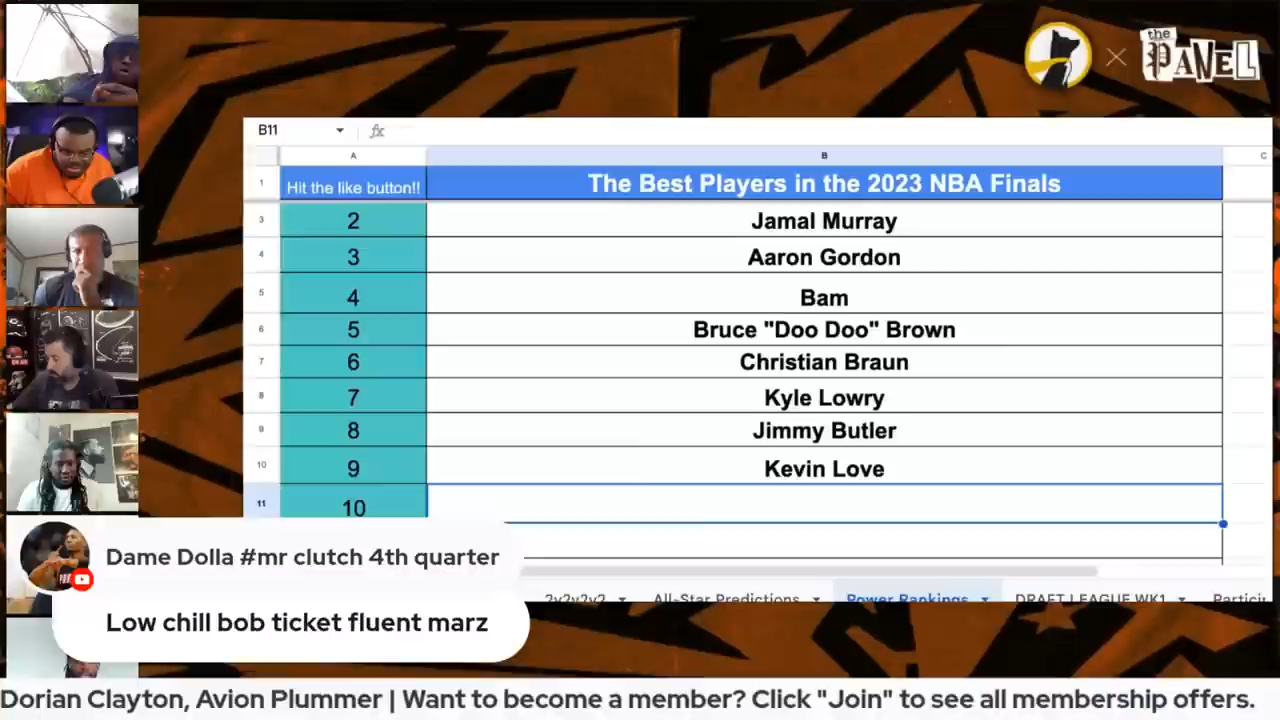 the
PANEL
B11
fx
A
B
C
1
Hit the like button!!
The Best Players in the 2023 NBA Finals
3
2
Jamal Murray
4
3
Aaron Gordon
5
4
Bam
6
5
Bruce "Doo Doo" Brown
7
6
Christian Braun
8
7
Kyle Lowry
9
8
Jimmy Butler
10
9
Kevin Love
11
10
Dame Dolla #mr clutch 4th quarter
Low chill bob ticket fluent marz
2v2v2v2
All-Star Predictions
Power Rankings
DRAFT LEAGUE WK1
Dorian Clayton, Avion Plummer | Want to become a member? Click "Join" to see all membership offers.